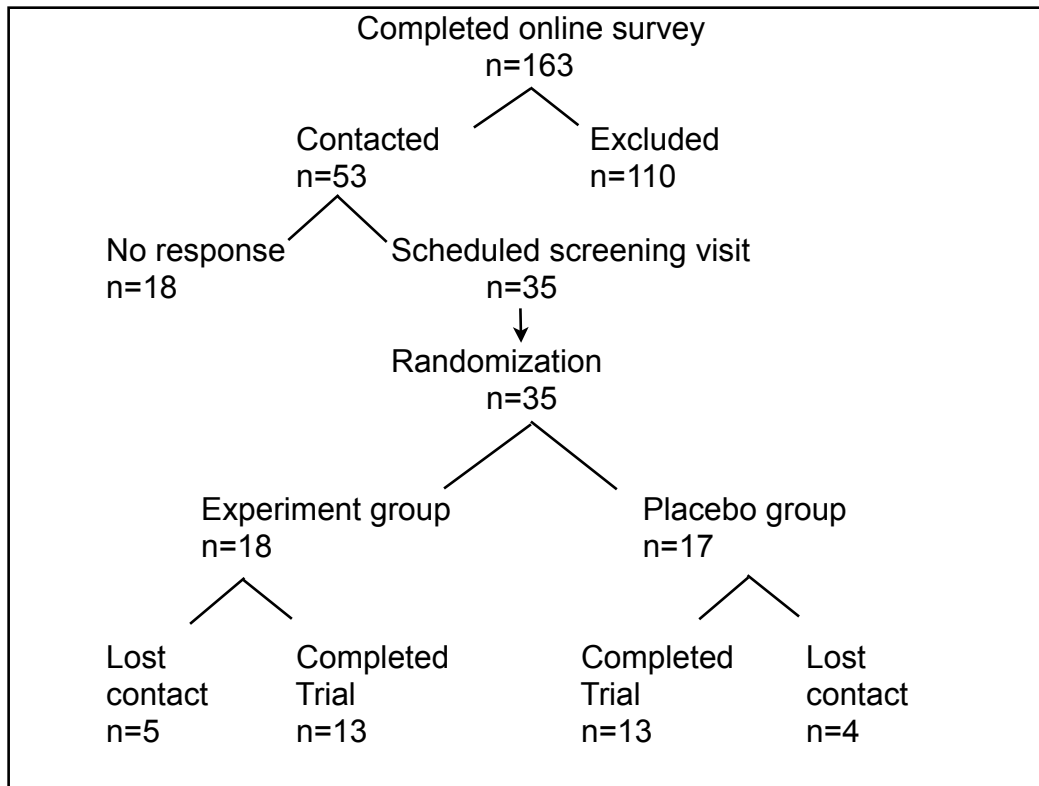 Completed online survey
n=163
Contacted
n=53
Excluded
n=110
No response
n=18
Scheduled screening visit
n=35
Randomization
n=35
Experiment group
n=18
Placebo group
n=17
Lost
contact
n=5
Completed
Trial
n=13
Completed
Trial
n=13
Lost
contact
n=4